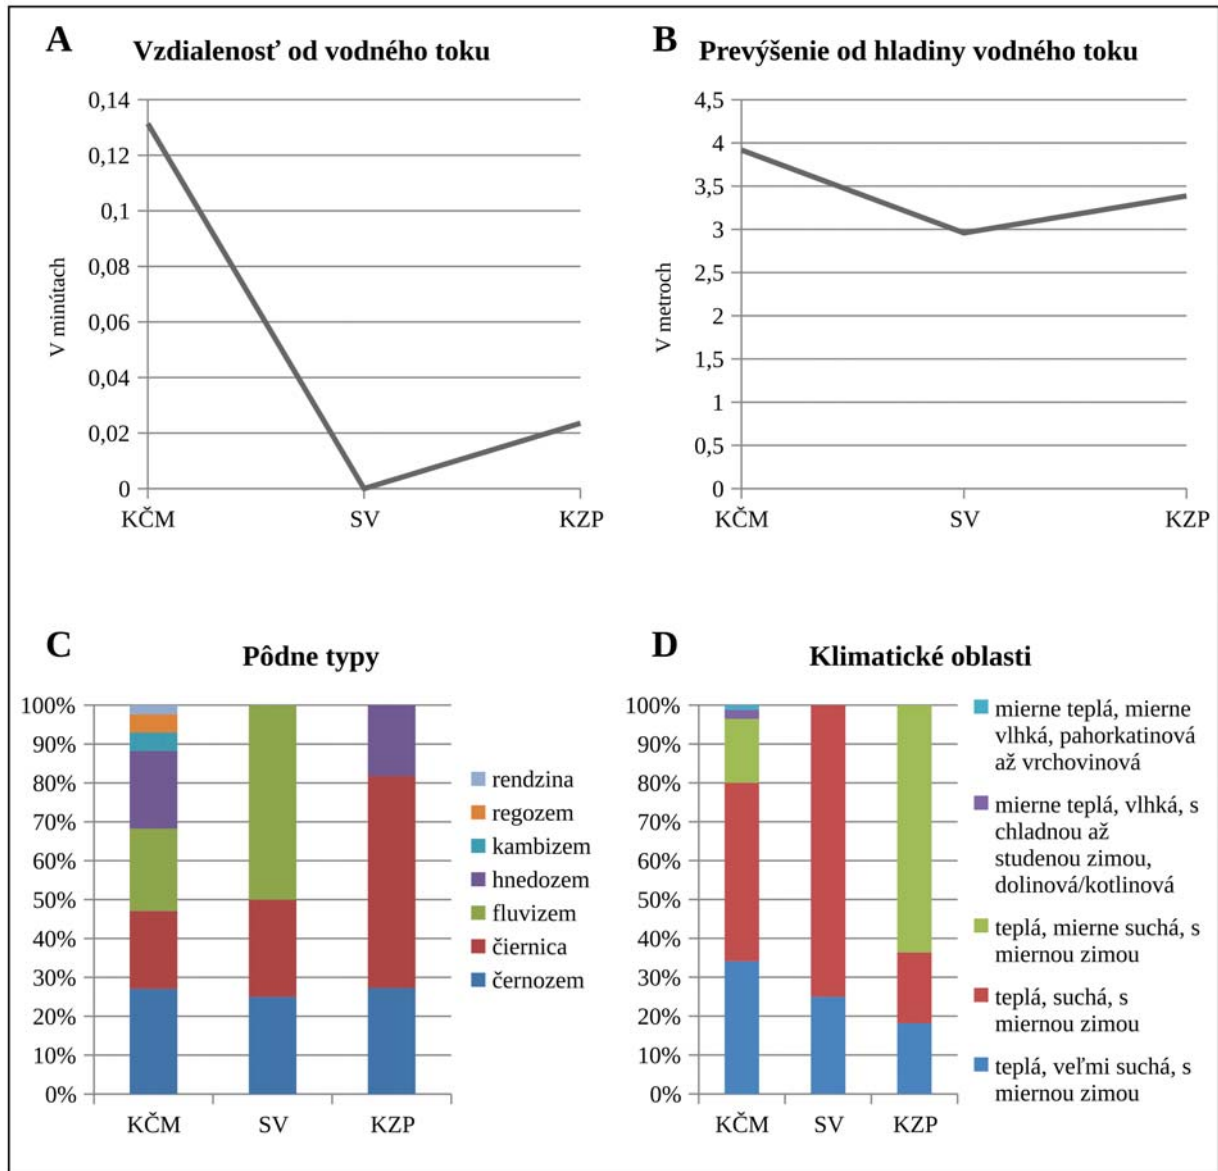 A
Vzdialenosť od vodného toku
0,14
0,12
0,1
0,08
0,06
0,04
0,02
0
V minútach
KČM
SV
KZP
B
Prevýšenie od hladiny vodného toku
4,5
4
3,5
3
2,5
2
1,5
1
0,5
0
V metroch
KČM
SV
KZP
C
Pôdne typy
100%
90%
80%
70%
60%
50%
40%
30%
20%
10%
0%
KČM
SV
KZP
rendzina
regozem
kambizem
hnedozem
fluvizem
čiernica
černozem
D
Klimatické oblasti
100%
90%
80%
70%
60%
50%
40%
30%
20%
10%
0%
KČM
SV
KZP
mierne teplá, mierne
vlhká, pahorkatinová
až vrchovinová
mierne teplá, vlhká, s
chladnou až
studenou zimou,
dolinová/kotlinová
teplá, mierne suchá, s
miernou zimou
teplá, suchá, s
miernou zimou
teplá, veľmi suchá, s
miernou zimou